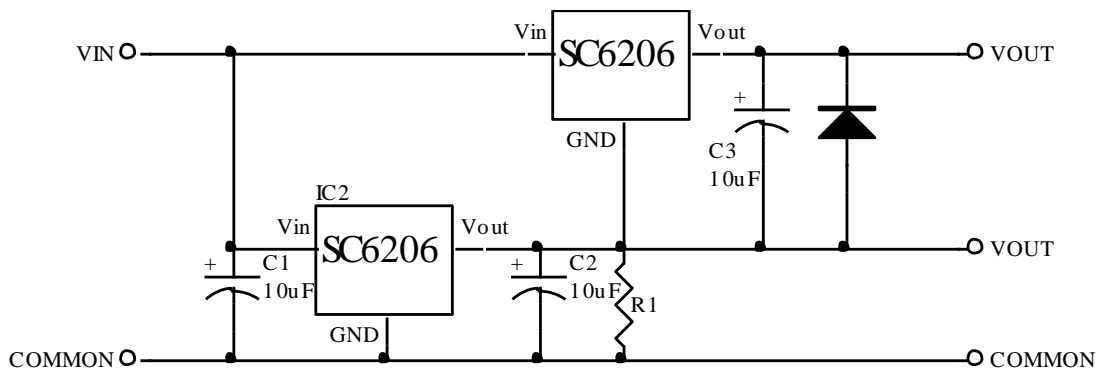 Vin
Vout
VIN
SC6206
VOUT
+
GND
C3
10uF
IC2
Vin
Vout
SC6206
VOUT
+
C1
10uF
+
C2
10uF
R1
GND
COMMON
COMMON